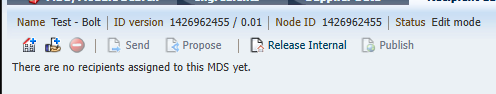 Name Test - Bolt | ID version 1426962455 / 0.01 | Node ID 1426962455 | Status Edit mode
Send Propose Release Internal Publish
There are no recipients assigned to this MDS yet.